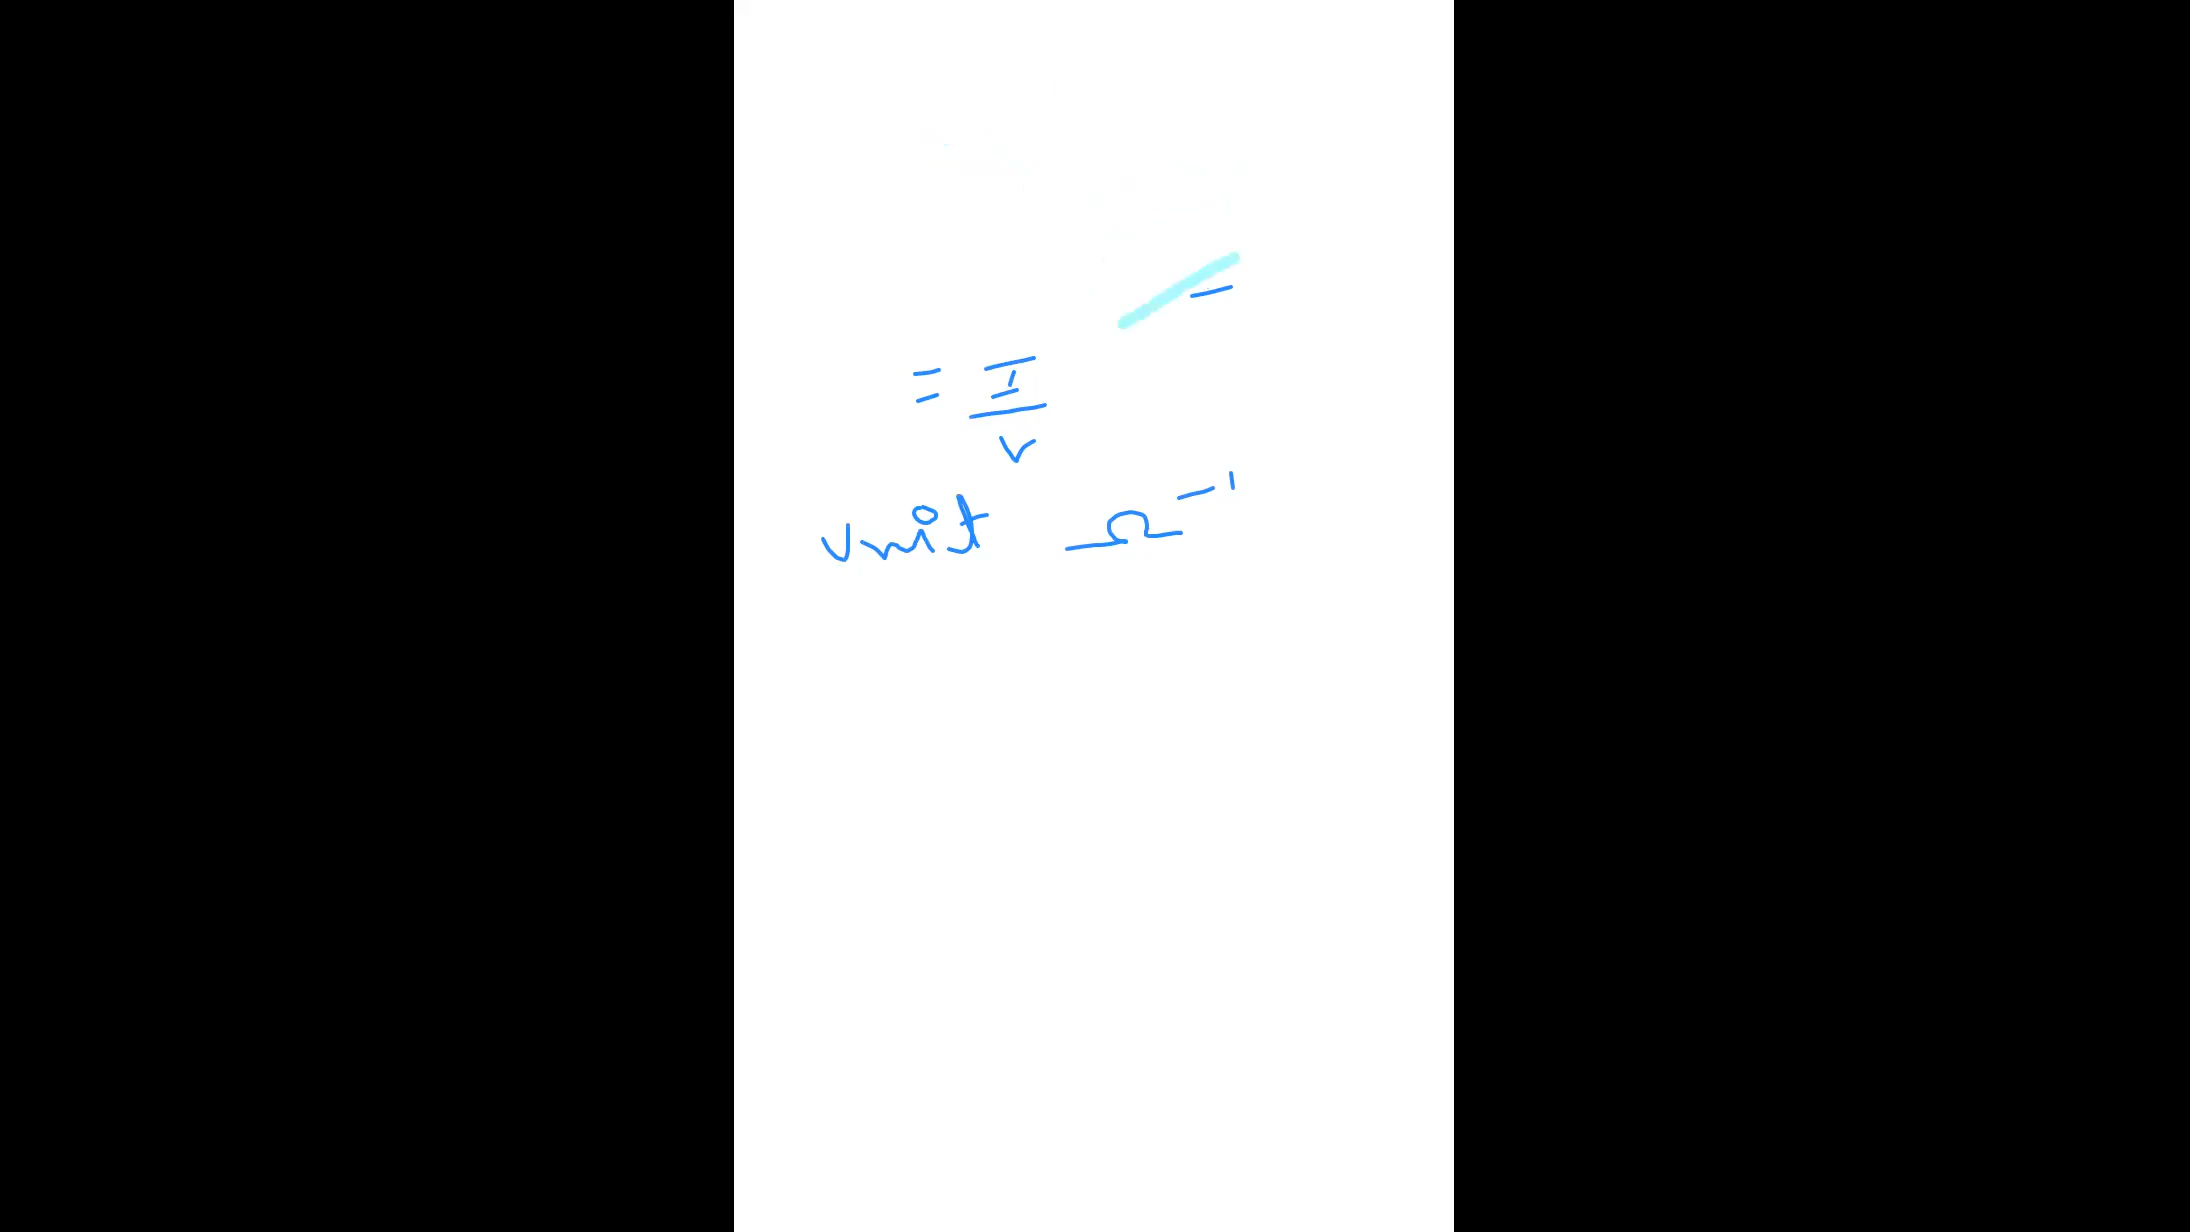 = I
V
Unit Ω⁻¹